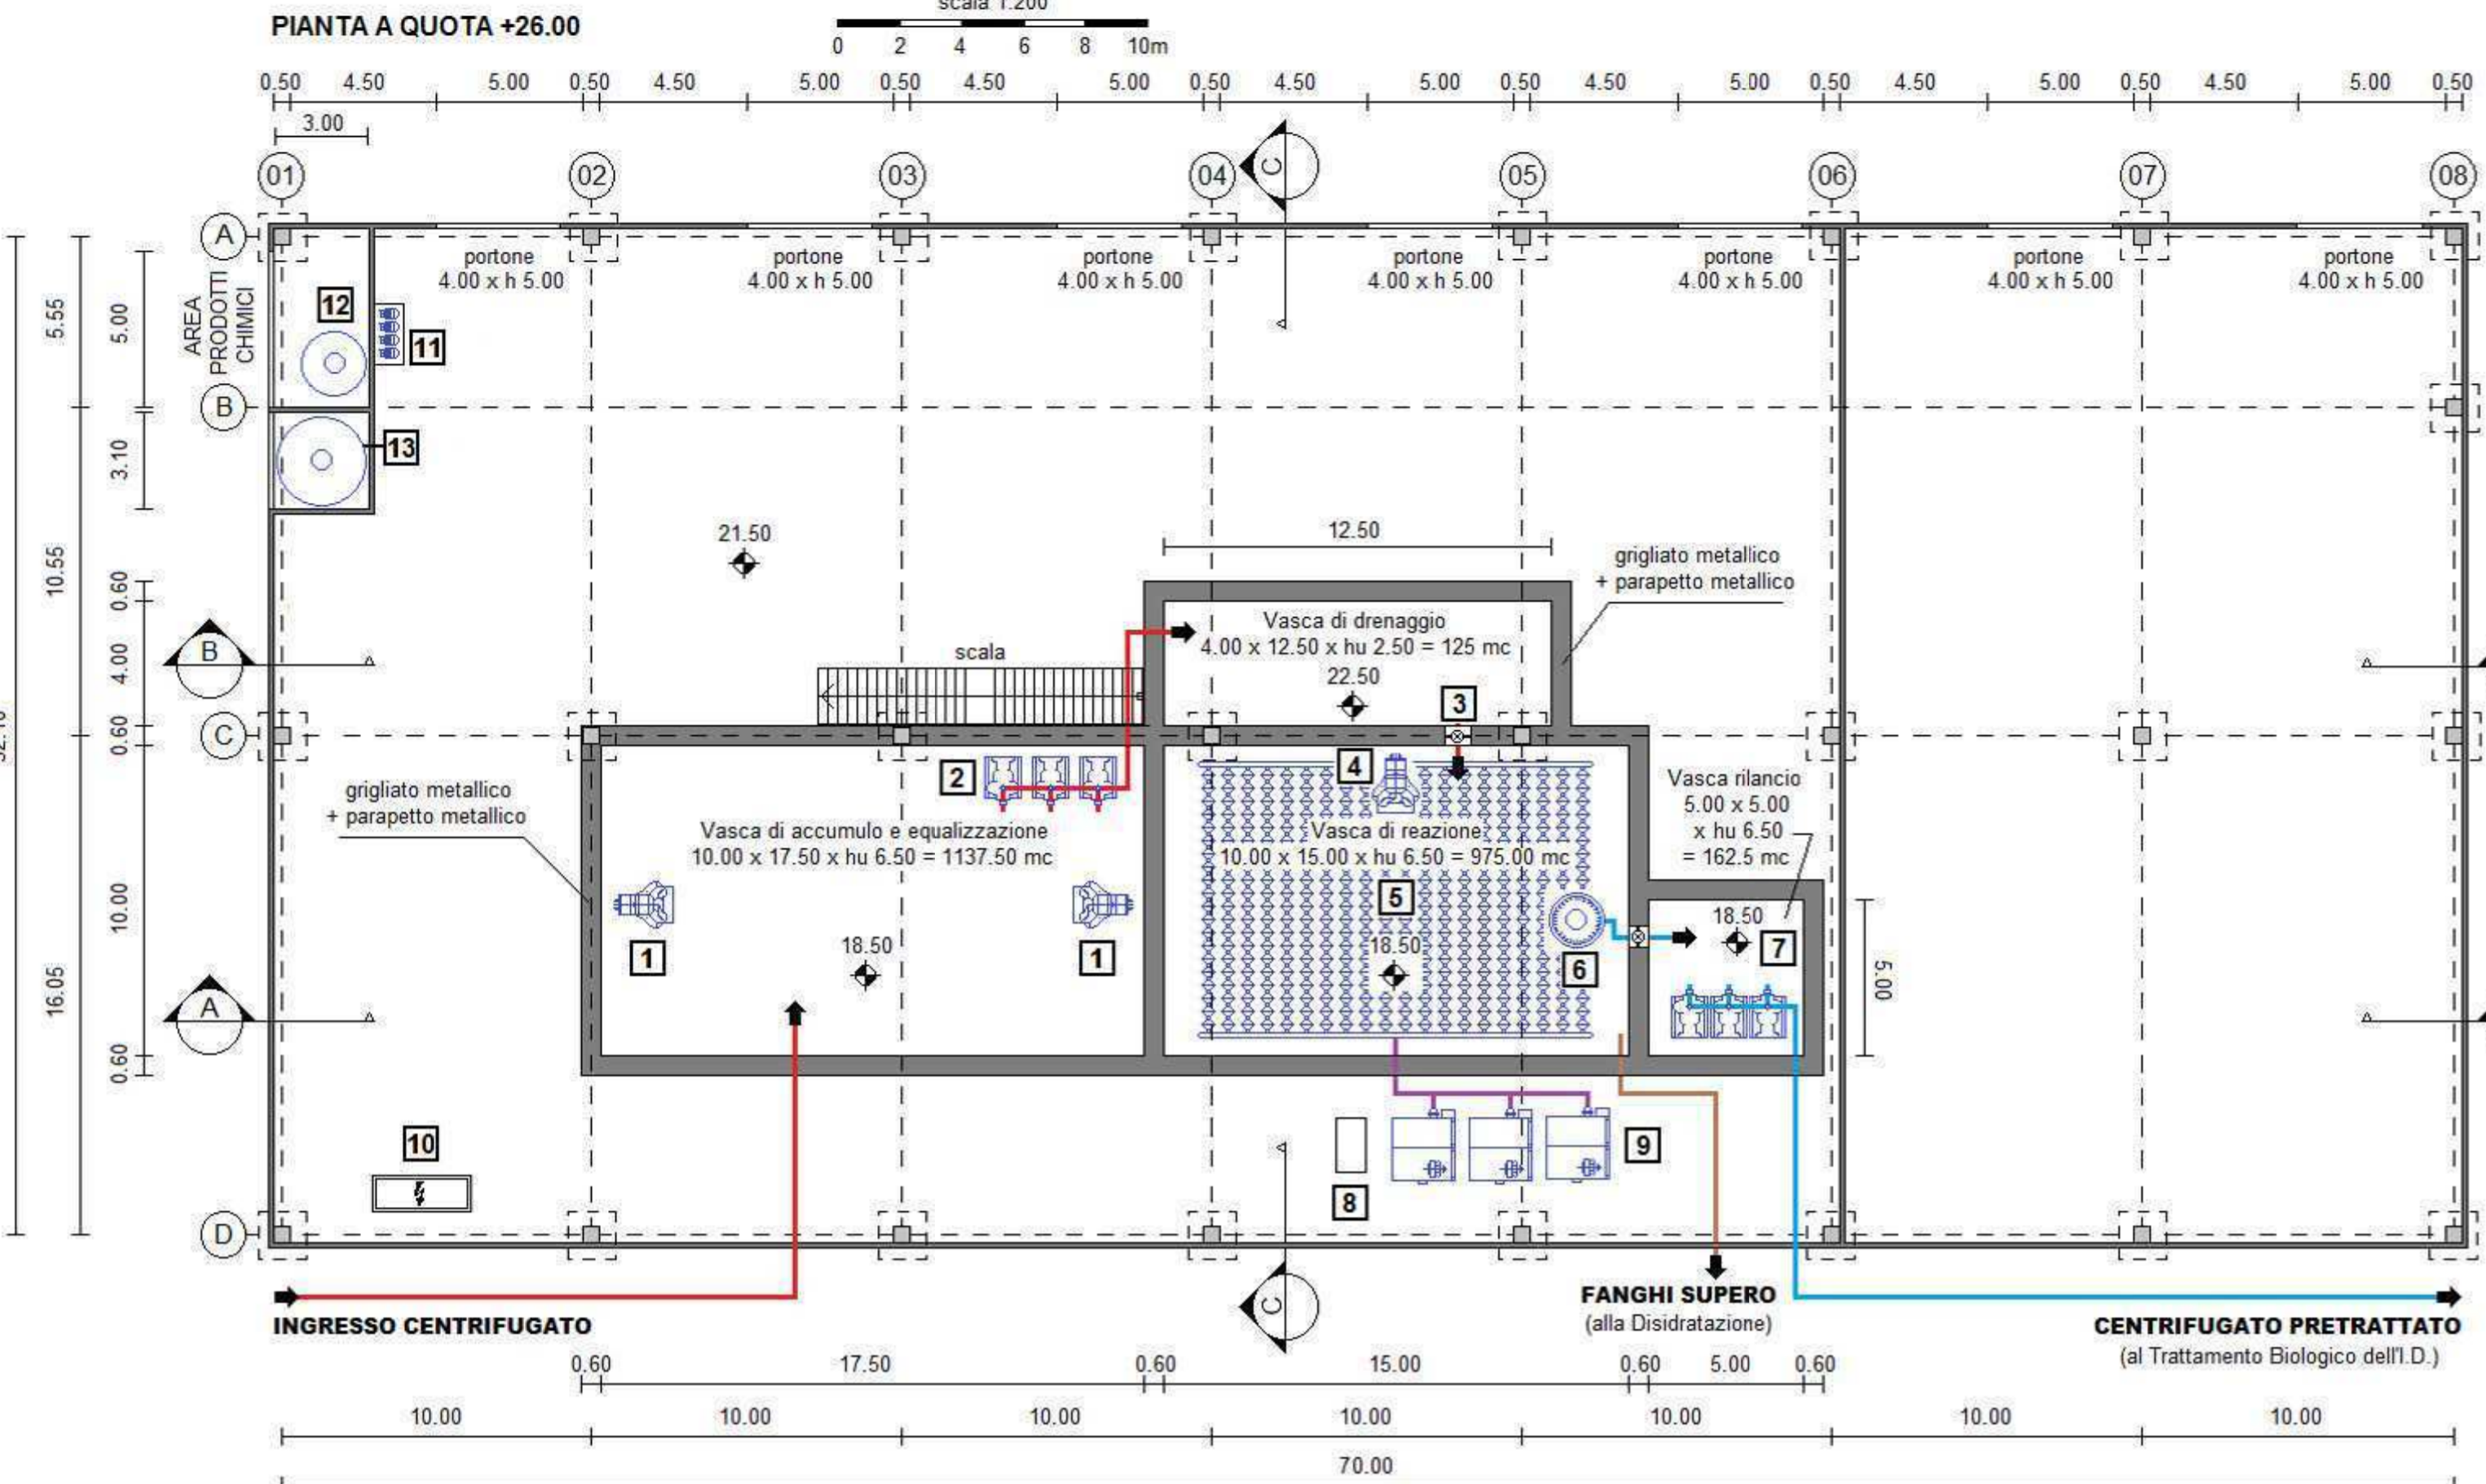 scala 1:200
PIANTA A QUOTA +26.00
0 2 4 6 8 10m
0.50 4.50 5.00 0.50 4.50 5.00 0.50 4.50 5.00 0.50 4.50 5.00 0.50 4.50 5.00 0.50 4.50 5.00 0.50 4.50 5.00 0.50
3.00
01 02 03 04 05 06 07 08
C
A
portone
4.00 x h 5.00
portone
4.00 x h 5.00
portone
4.00 x h 5.00
portone
4.00 x h 5.00
portone
4.00 x h 5.00
portone
4.00 x h 5.00
portone
4.00 x h 5.00
AREA
PRODOTTI
CHIMICI
12
11
5.55
5.00
B
13
3.10
21.50
12.50
10.55
0.60
grigliato metallico
+ parapetto metallico
Vasca di drenaggio
4.00 x 12.50 x hu 2.50 = 125 mc
22.50
B
4.00
scala
3
C
0.60
2
4
grigliato metallico
+ parapetto metallico
Vasca rilancio
5.00 x 5.00
x hu 6.50
= 162.5 mc
Vasca di accumulo e equalizzazione
10.00 x 17.50 x hu 6.50 = 1137.50 mc
Vasca di reazione
10.00 x 15.00 x hu 6.50 = 975.00 mc
5
10.00
18.50
7
1
1
18.50
18.50
6
5.00
16.05
A
0.60
10
9
8
D
INGRESSO CENTRIFUGATO
C
FANGHI SUPERO
(alla Disidratazione)
CENTRIFUGATO PRETRATTATO
(al Trattamento Biologico dell'I.D.)
0.60 17.50 0.60 15.00 0.60 5.00 0.60
10.00 10.00 10.00 10.00 10.00 10.00 10.00
70.00